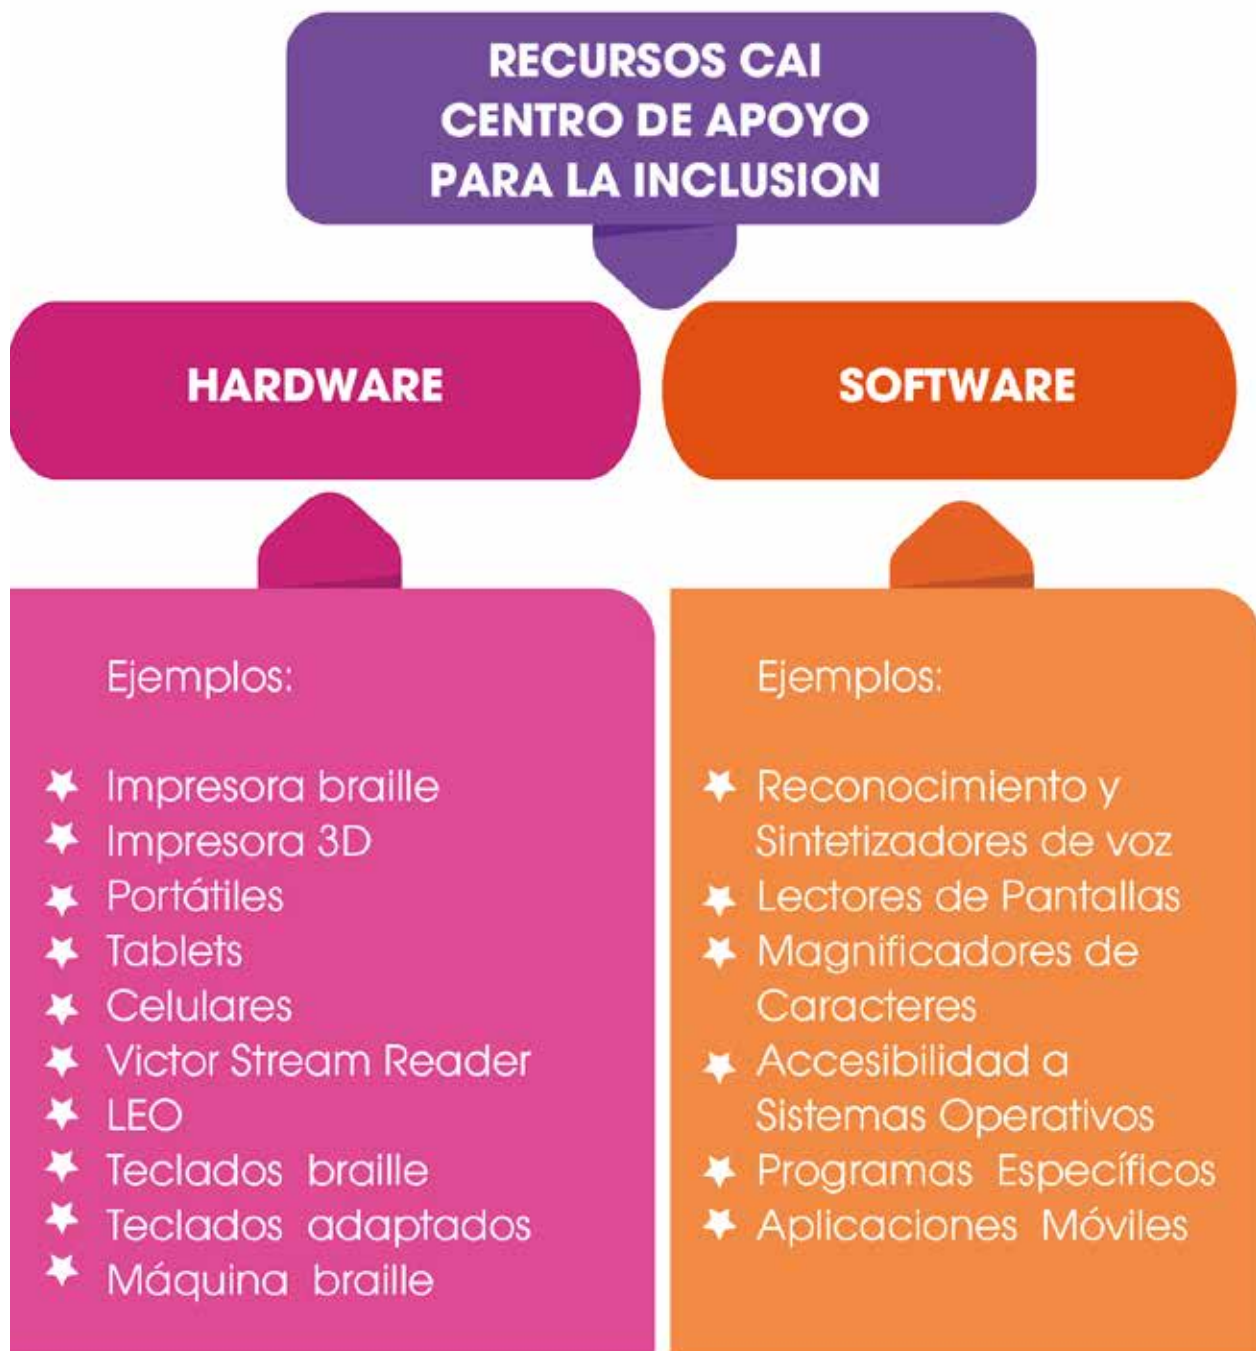 RECURSOS CAI
CENTRO DE APOYO
PARA LA INCLUSION
HARDWARE
Ejemplos:
Impresora braille
Impresora 3D
Portátiles
Tablets
Celulares
Victor Stream Reader
LEO
Teclados braille
Teclados adaptados
Máquina braille
SOFTWARE
Ejemplos:
Reconocimiento y
Sintetizadores de voz
Lectores de Pantallas
Magnificadores de
Caracteres
Accesibilidad a
Sistemas Operativos
Programas Específicos
Aplicaciones Móviles